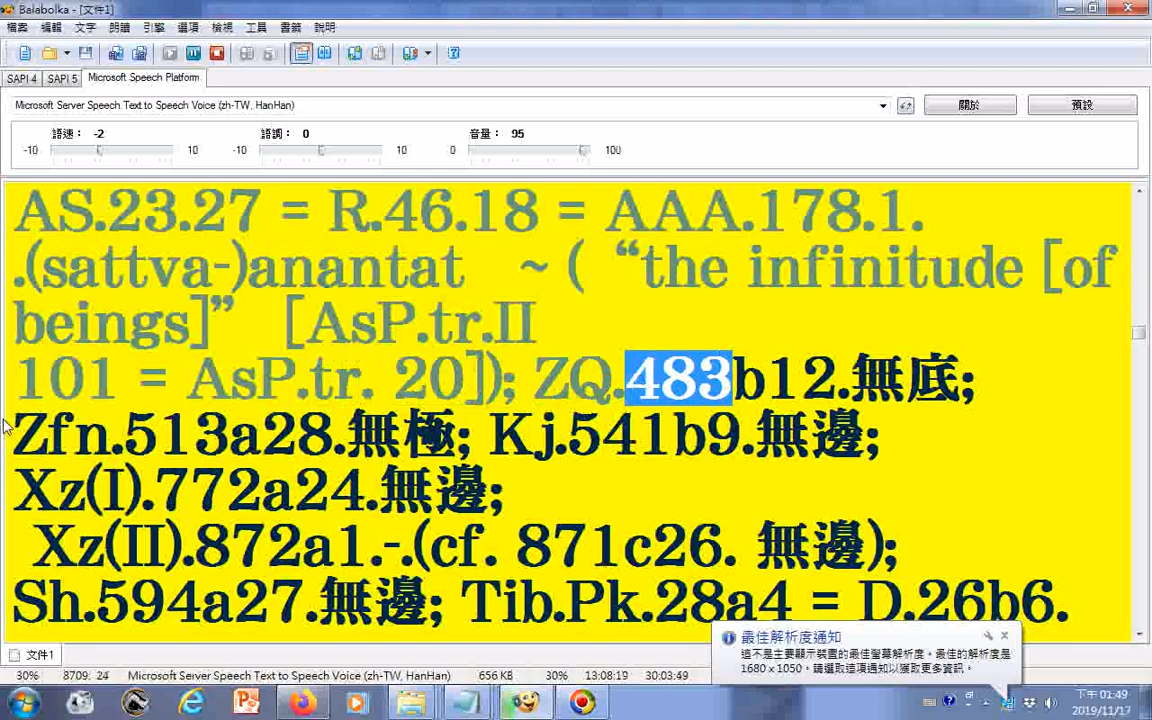 Balabolka - [文件1]
檔案 編輯 文字 朗讀 引擎 選項 檢視 工具 書籤 說明
SAPI 4 SAPI 5 Microsoft Speech Platform
Microsoft Server Speech Text to Speech Voice (zh-TW, HanHan) 關於 預設
語速： -2 語調： 0 音量： 95
-10 10 -10 10 0 100
AS.23.27 = R.46.18 = AAA.178.1.
.(sattva-)anantat ~ ( “the infinitude [of
beings]” [AsP.tr.II
101 = AsP.tr. 20]); ZQ.483b12.無底;
Zfn.513a28.無極; Kj.541b9.無邊;
Xz(I).772a24.無邊;
Xz(II).872a1.-.(cf. 871c26. 無邊);
Sh.594a27.無邊; Tib.Pk.28a4 = D.26b6.
最佳解析度通知
這不是主要顯示裝置的最佳螢幕解析度。最佳的解析度是
1680 x 1050。請選取這項通知以獲取更多資訊。
文件1
30% 8709, 24 Microsoft Server Speech Text to Speech Voice (zh-TW, HanHan) 656 KB 30% 13:08:19 30:03:49
下午 01:49
2019/11/17